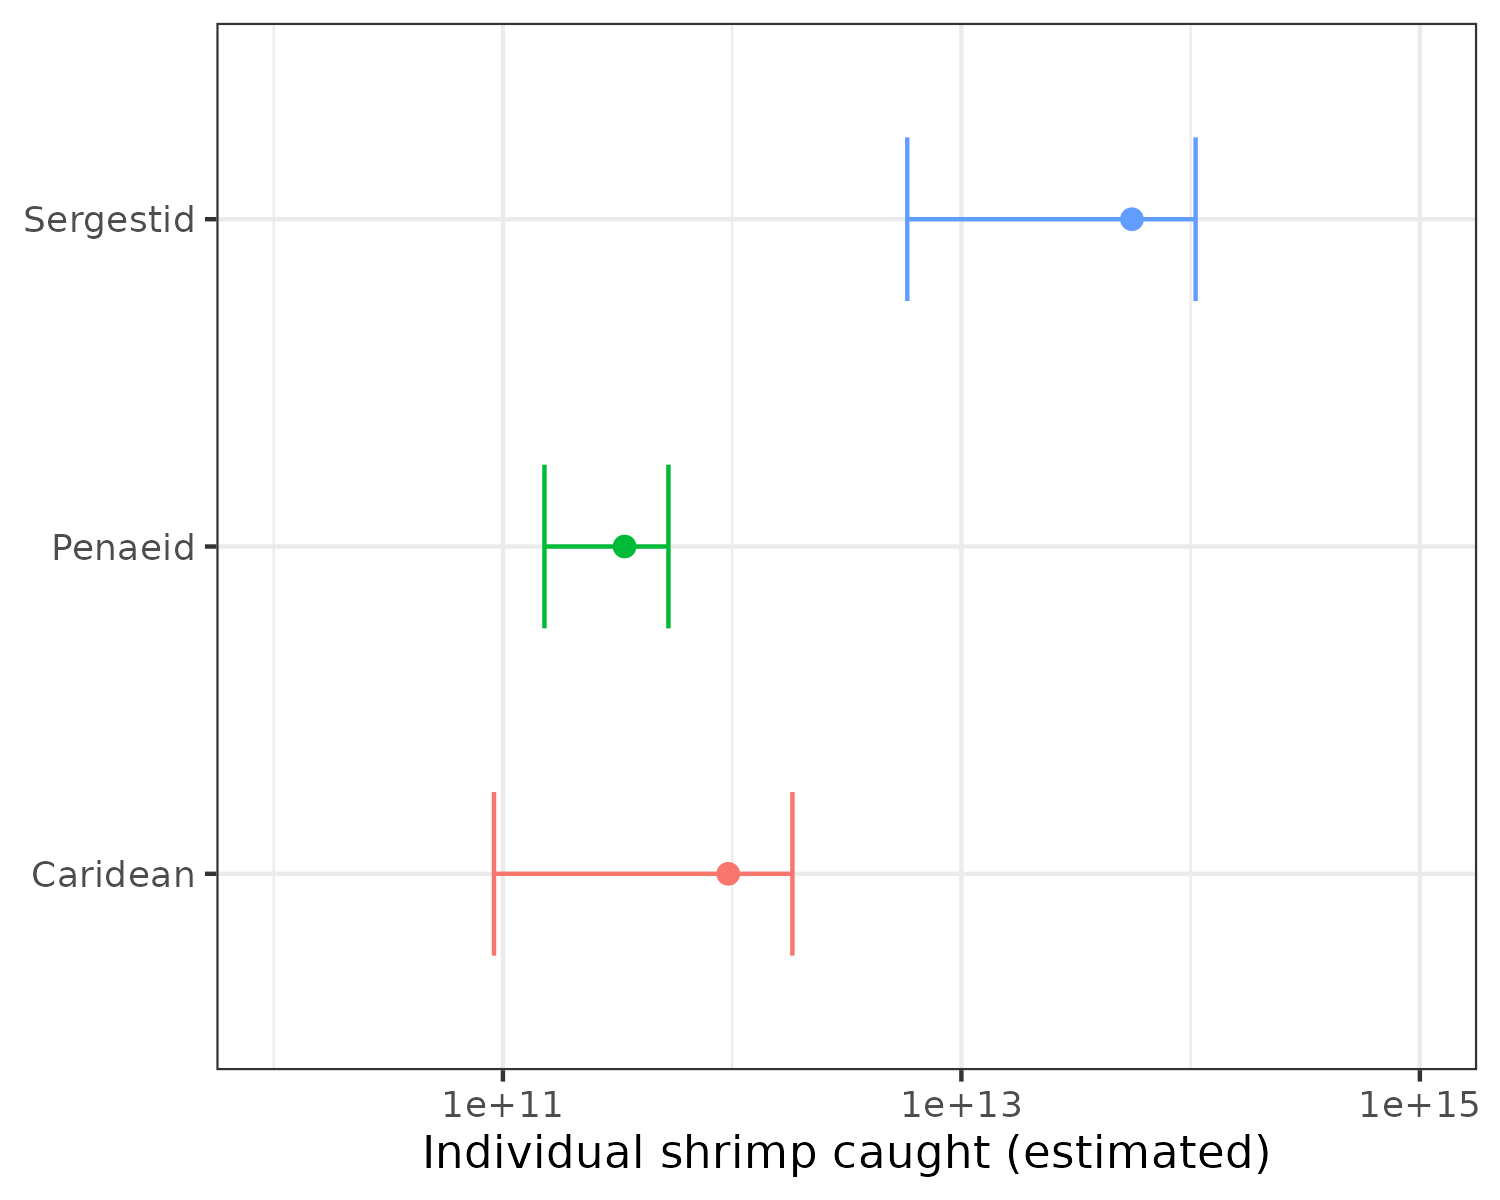 Sergestid
Penaeid
Caridean
1e+11 1e+13 1e+15
Individual shrimp caught (estimated)